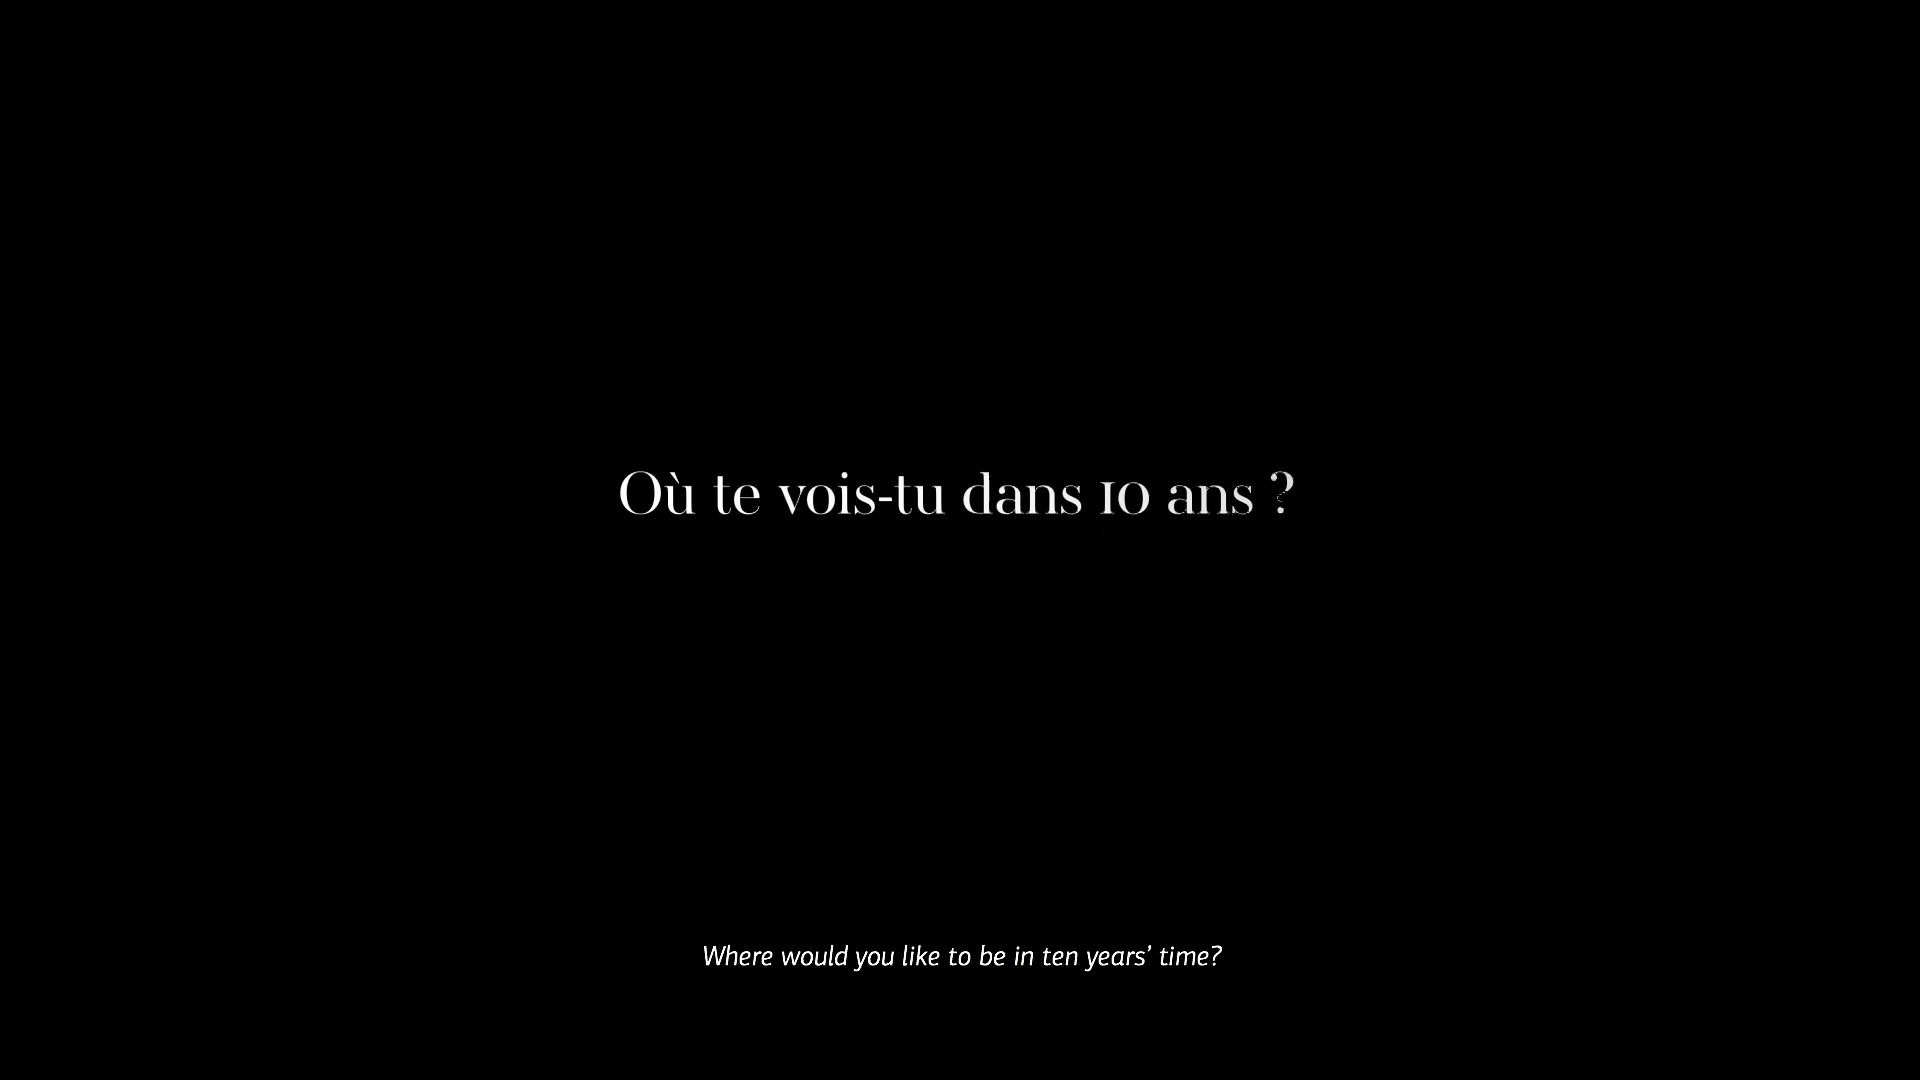 Où te vois-tu dans 10 ans ?
Where would you like to be in ten years’ time?